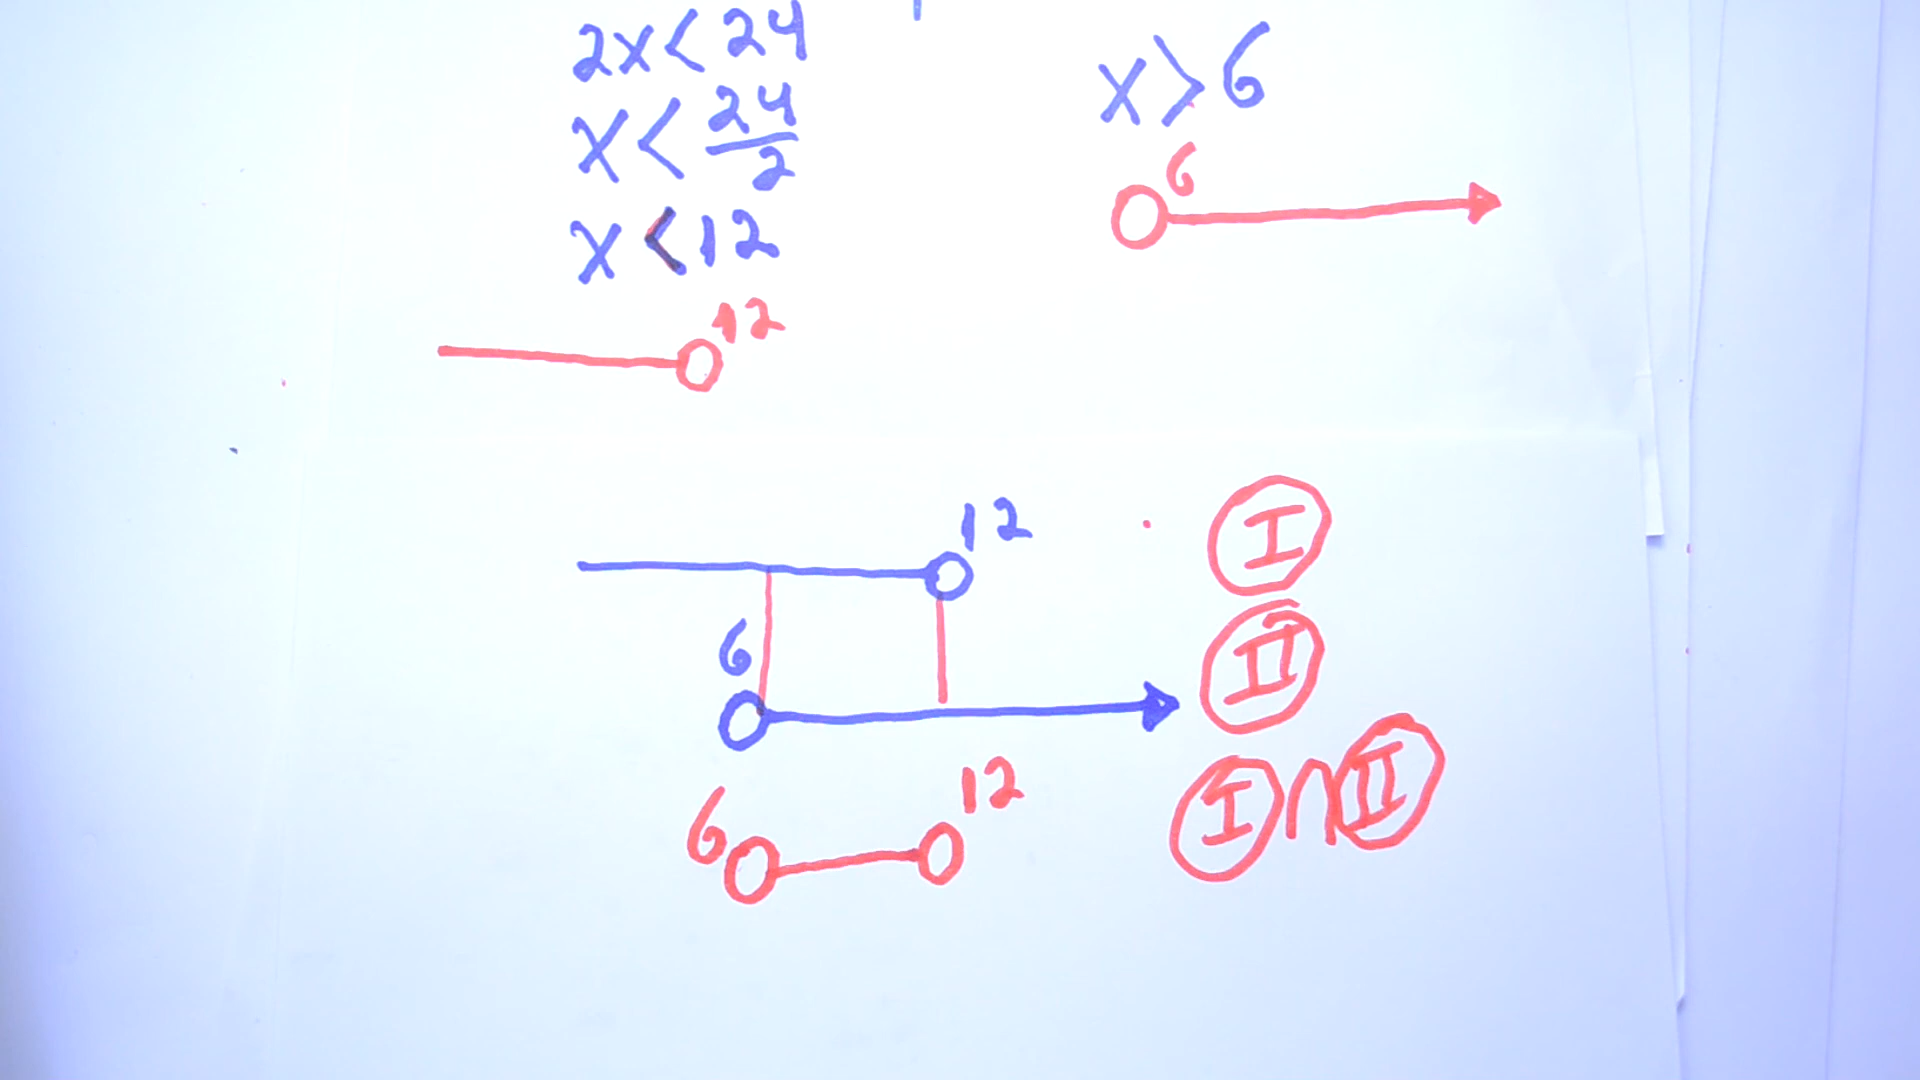 2x < 24
x < 24/2
x < 12
12
x > 6
6
12
I
6
II
6 12
I ∩ II